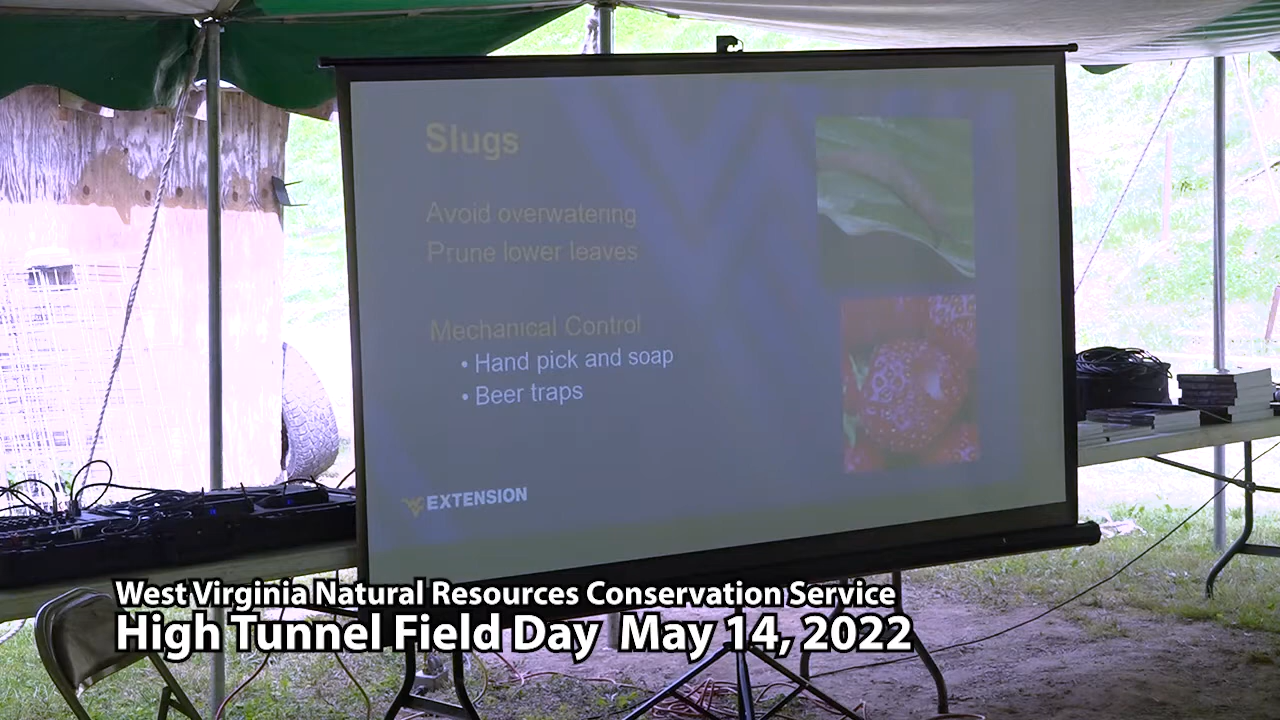 Slugs
Avoid overwatering
Prune lower leaves
Mechanical Control
• Hand pick and soap
• Beer traps
EXTENSION
West Virginia Natural Resources Conservation Service
High Tunnel Field Day May 14, 2022